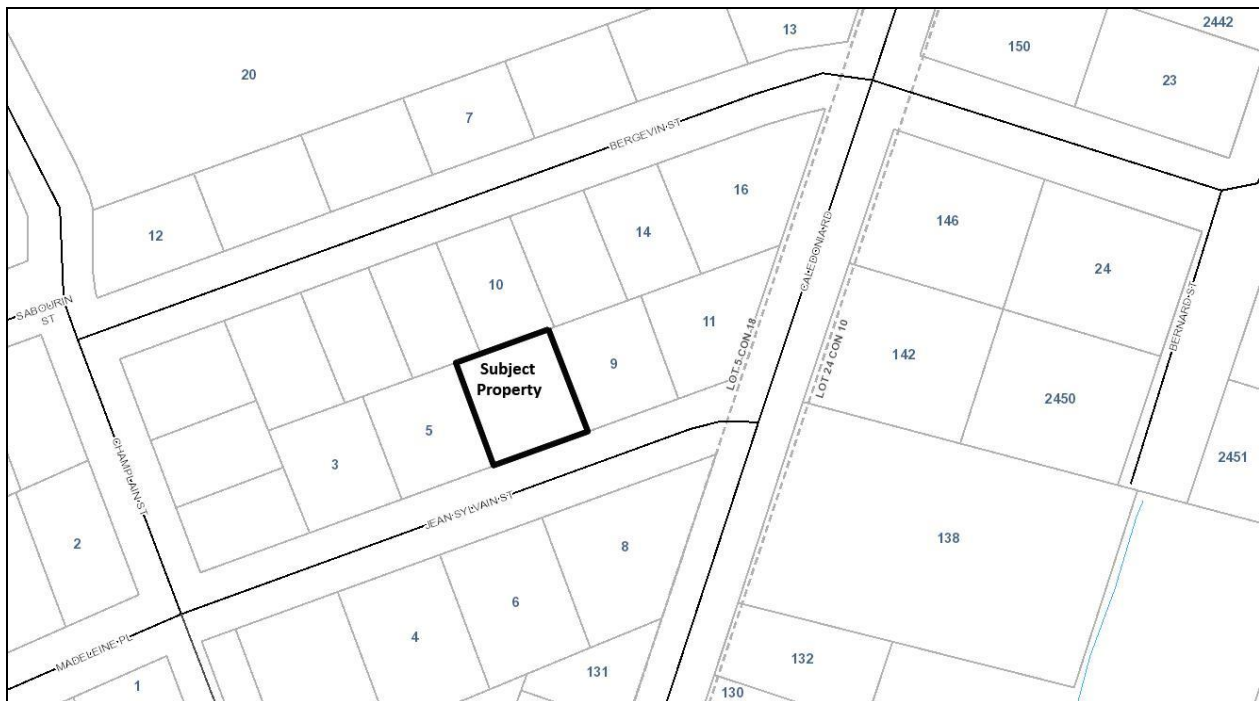 2442
13
150
20
23
7
BERGEVIN ST
16
146
14
12
CALEDONIA RD
24
10
SABOURIN
ST
BERNARD ST
11
LOT 5 CON 18
LOT 24 CON 10
142
9
Subject
Property
2450
5
3
2451
CHAMPLAIN ST
JEAN SYLVAIN ST
2
138
8
6
4
MADELEINE PL
132
131
1
130